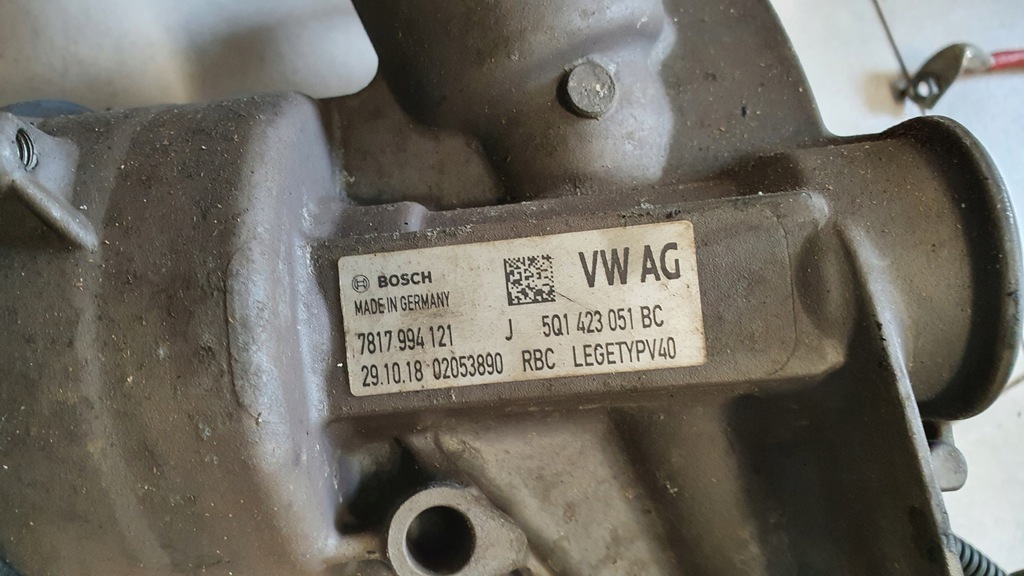 BOSCH VW AG
MADE IN GERMANY
7817 994 121 J 5Q1 423 051 BC
29.10.18 02053890 RBC LEGETYPV40